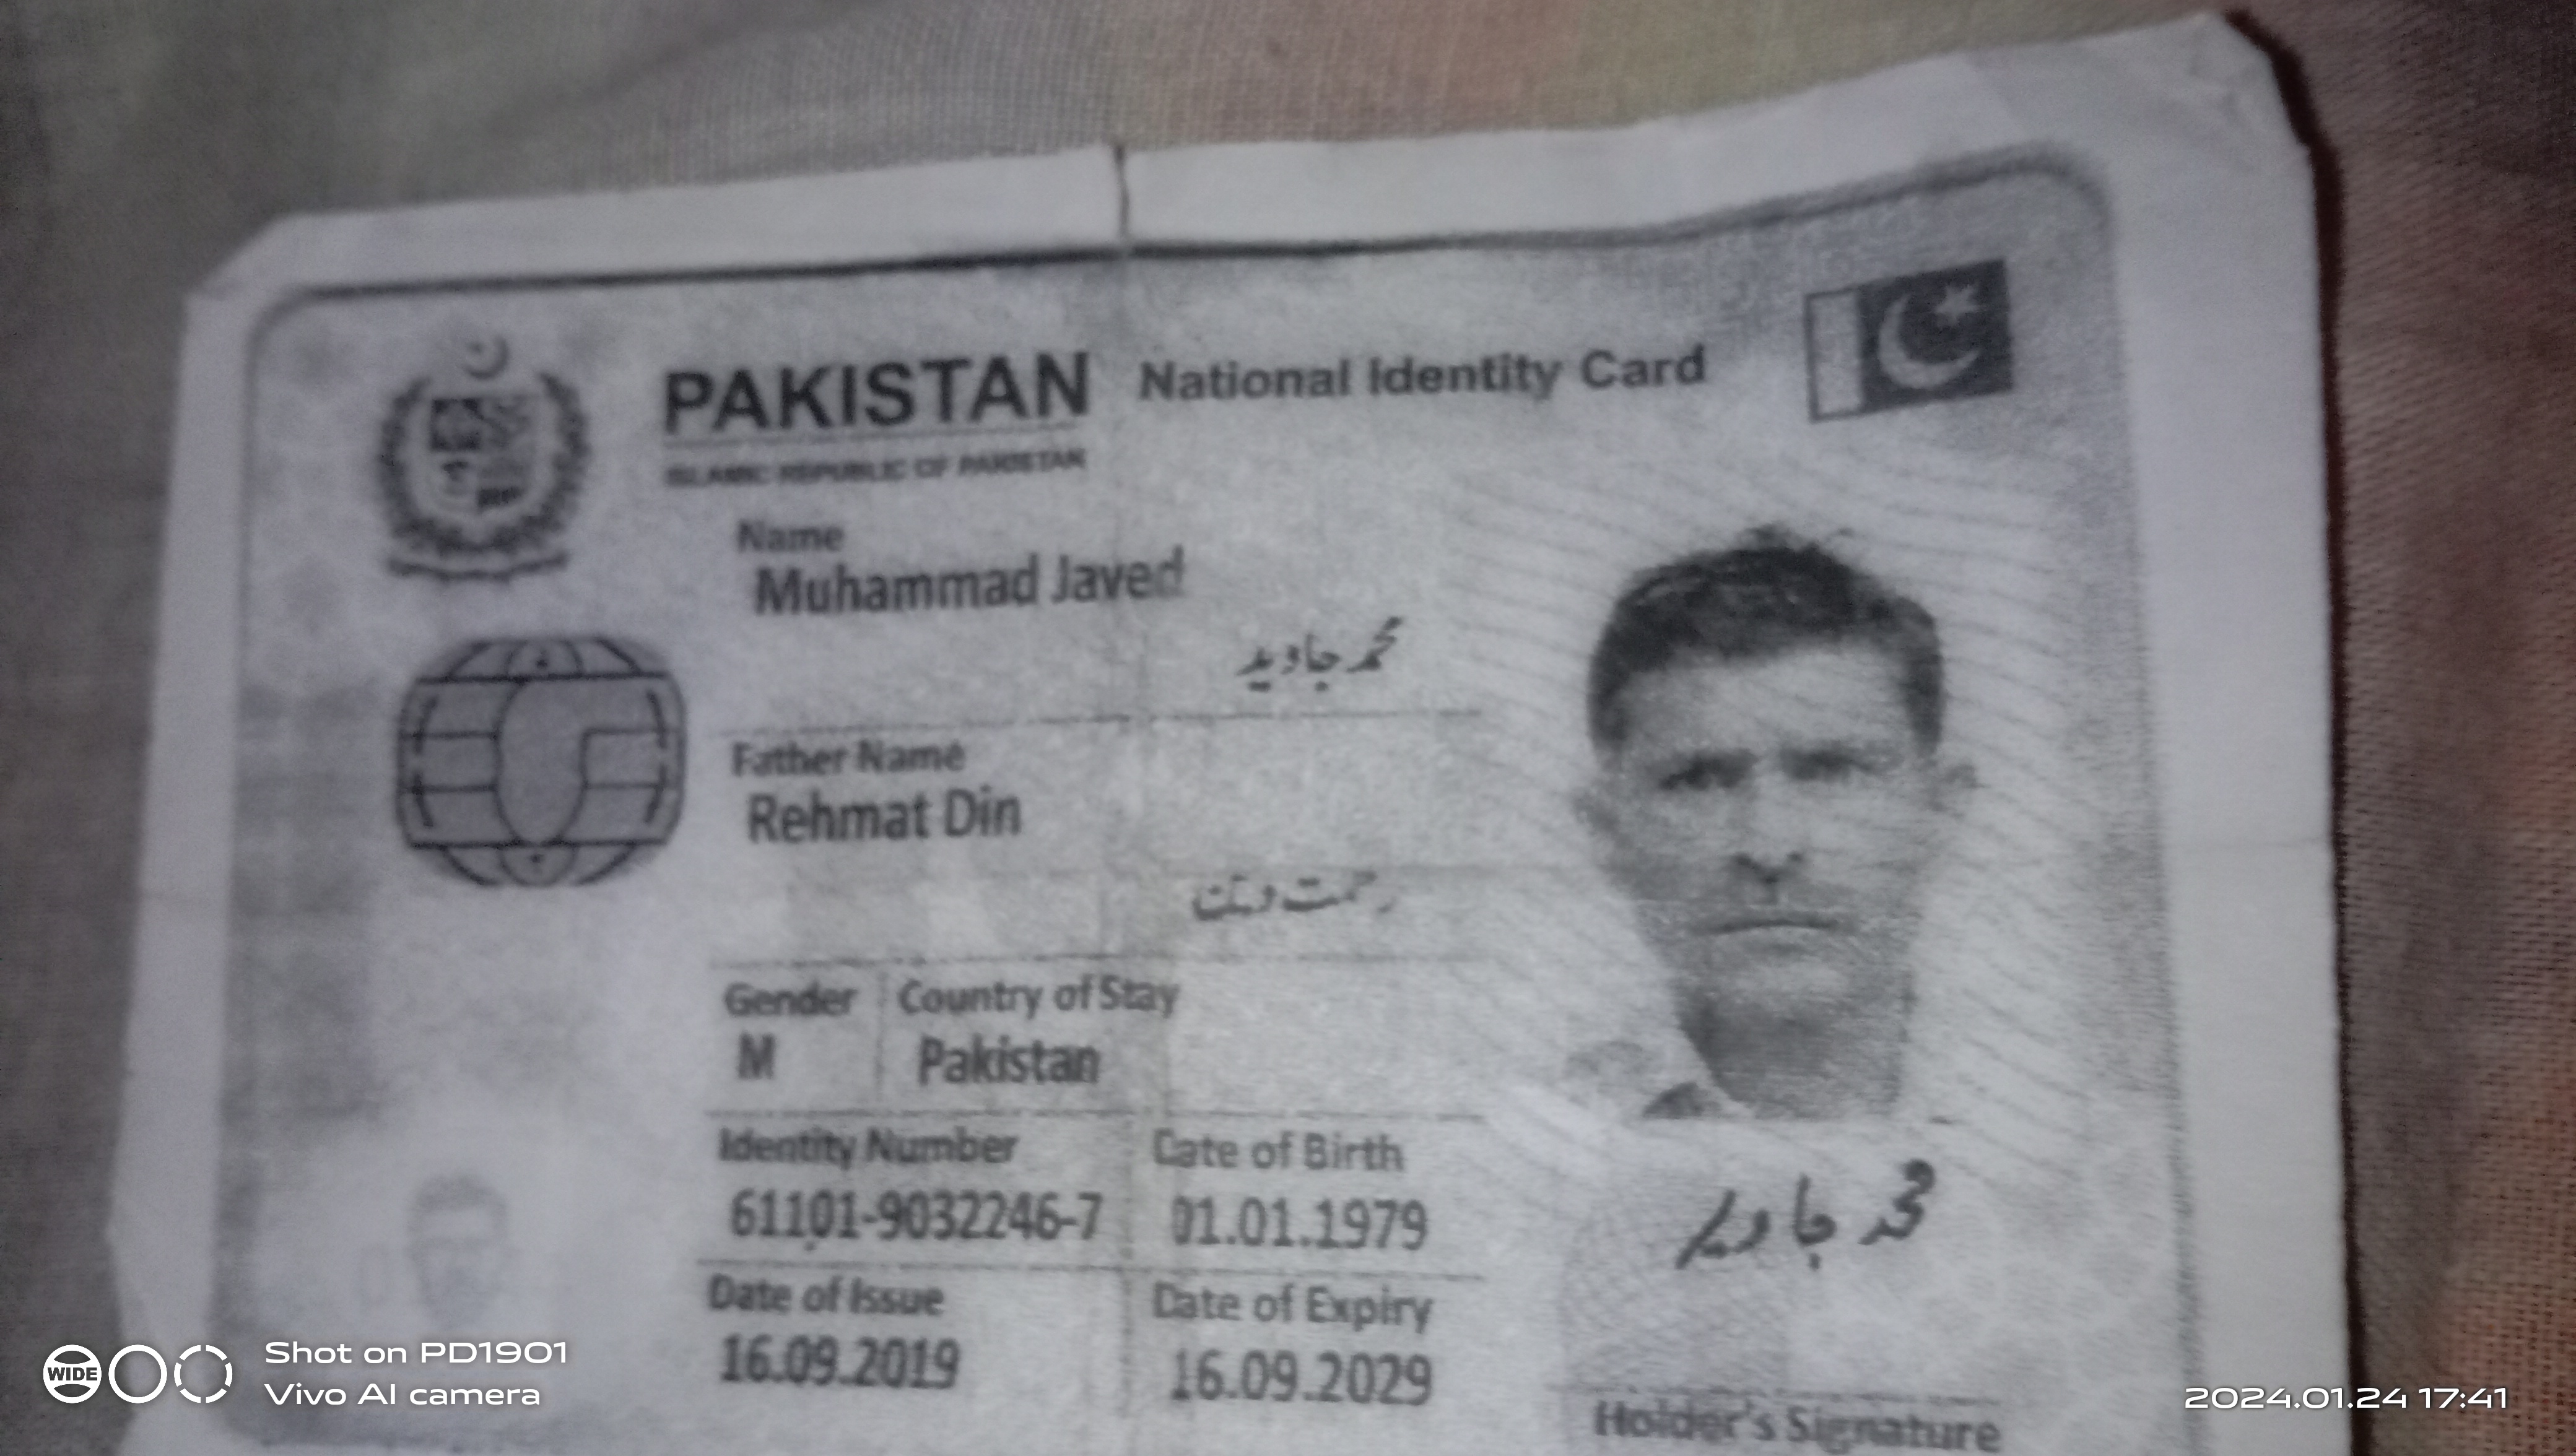 PAKISTAN National Identity Card
ISLAMIC REPUBLIC OF PAKISTAN
Name
Muhammad Javed
محمد جاوید
Father Name
Rehmat Din
رحمت دین
Gender Country of Stay
M Pakistan
Identity Number Date of Birth
61101-9032246-7 01.01.1979
محمد جاوید
Date of Issue Date of Expiry
16.09.2019 16.09.2029
Holder's Signature
WIDE
Shot on PD1901
Vivo AI camera
2024.01.24 17:41